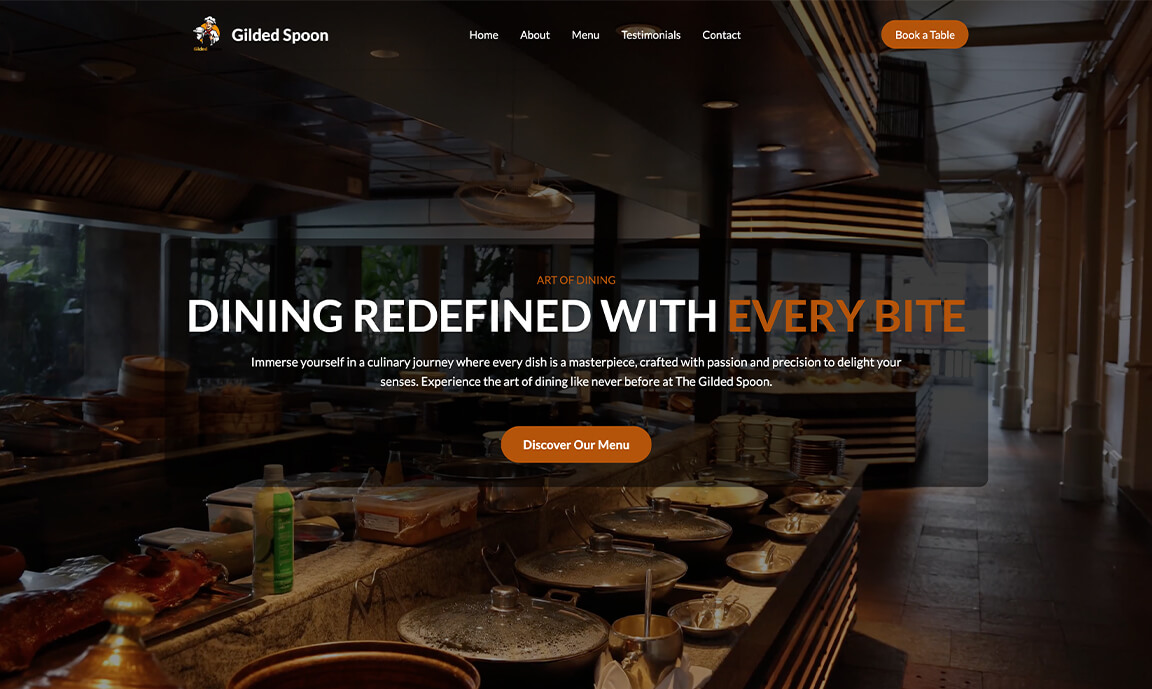 Gilded
Gilded Spoon
Home About Menu Testimonials Contact
Book a Table
ART OF DINING
DINING REDEFINED WITH EVERY BITE
Immerse yourself in a culinary journey where every dish is a masterpiece, crafted with passion and precision to delight your
senses. Experience the art of dining like never before at The Gilded Spoon.
Discover Our Menu